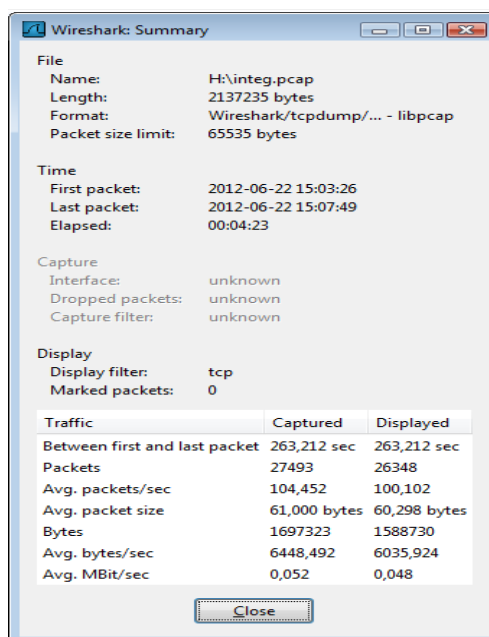 Wireshark: Summary
File
Name: H:\integ.pcap
Length: 2137235 bytes
Format: Wireshark/tcpdump/... - libpcap
Packet size limit: 65535 bytes
Time
First packet: 2012-06-22 15:03:26
Last packet: 2012-06-22 15:07:49
Elapsed: 00:04:23
Capture
Interface: unknown
Dropped packets: unknown
Capture filter: unknown
Display
Display filter: tcp
Marked packets: 0
Traffic Captured Displayed
Between first and last packet 263,212 sec 263,212 sec
Packets 27493 26348
Avg. packets/sec 104,452 100,102
Avg. packet size 61,000 bytes 60,298 bytes
Bytes 1697323 1588730
Avg. bytes/sec 6448,492 6035,924
Avg. MBit/sec 0,052 0,048
Close